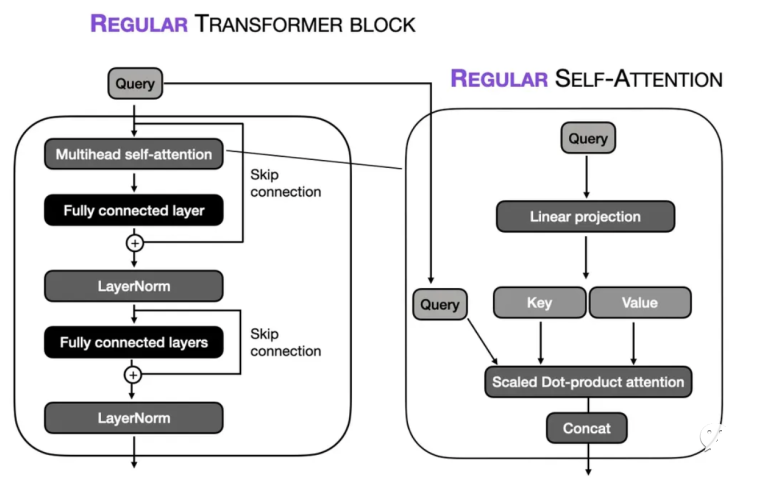 REGULAR TRANSFORMER BLOCK
Query
Multihead self-attention
Skip
connection
Fully connected layer
+
LayerNorm
Fully connected layers
Skip
connection
+
LayerNorm
REGULAR SELF-ATTENTION
Query
Linear projection
Query
Key
Value
Scaled Dot-product attention
Concat